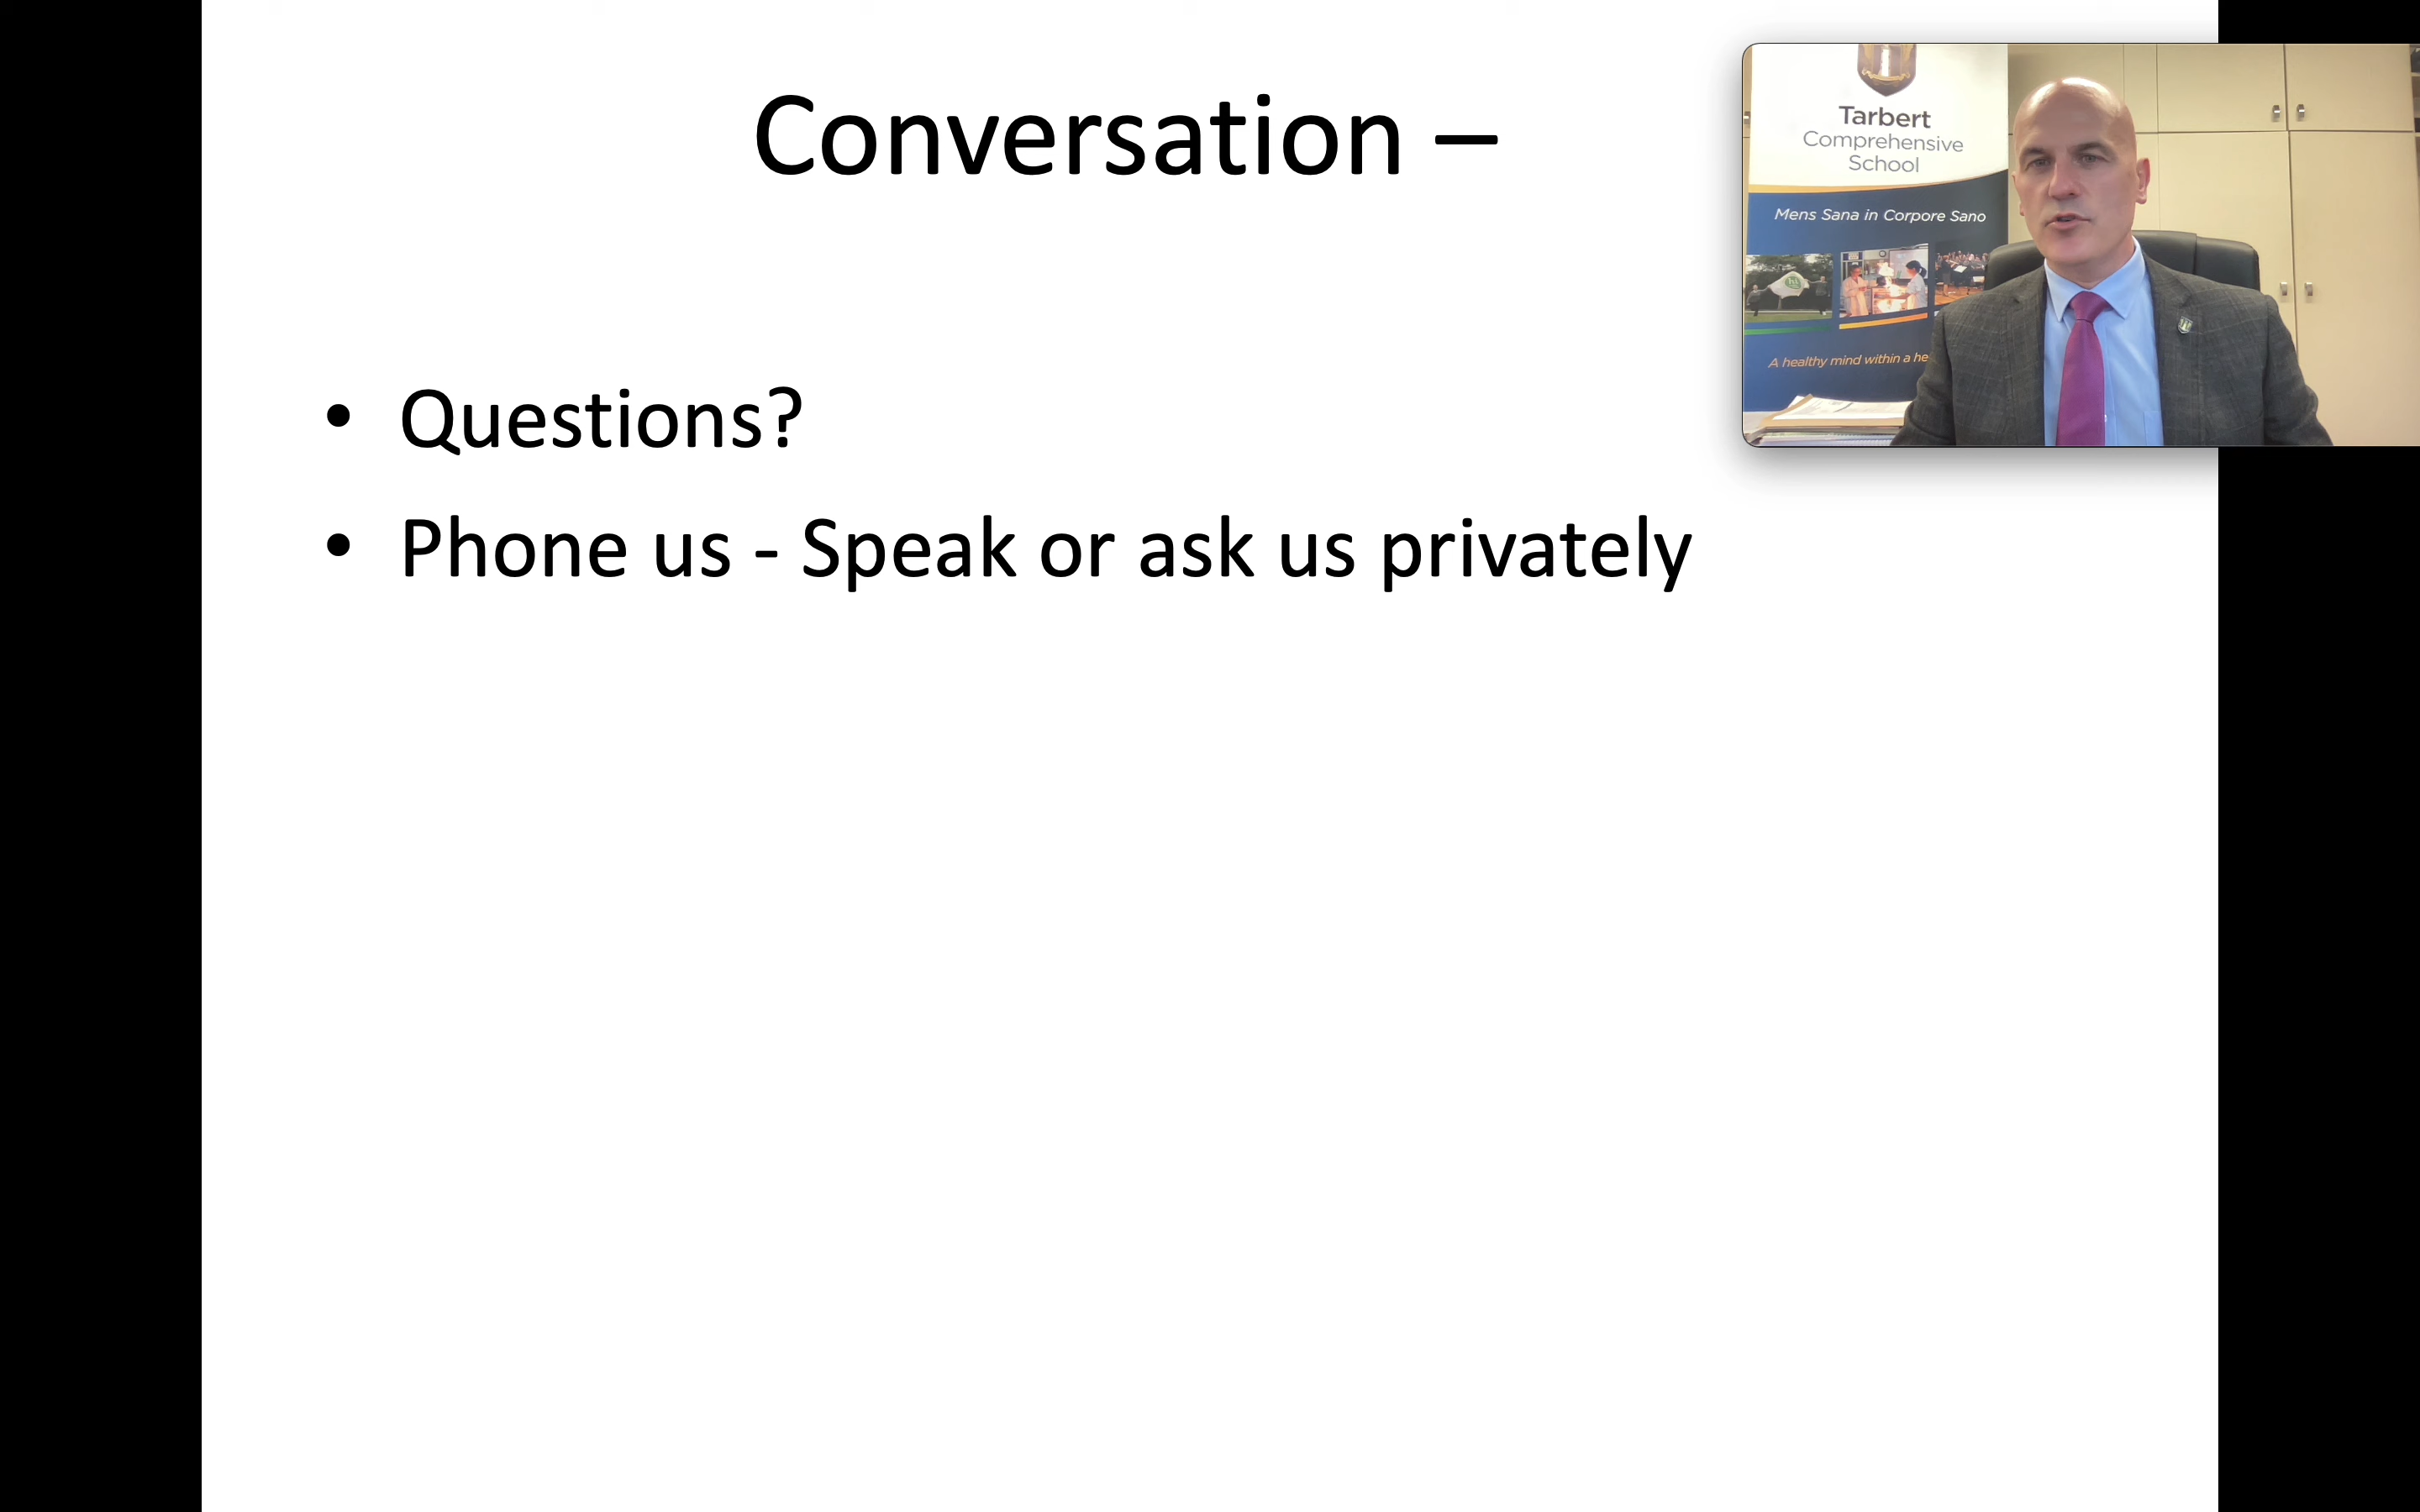 Conversation –
• Questions?
• Phone us - Speak or ask us privately
Tarbert
Comprehensive
School
Mens Sana in Corpore Sano
A healthy mind within a he